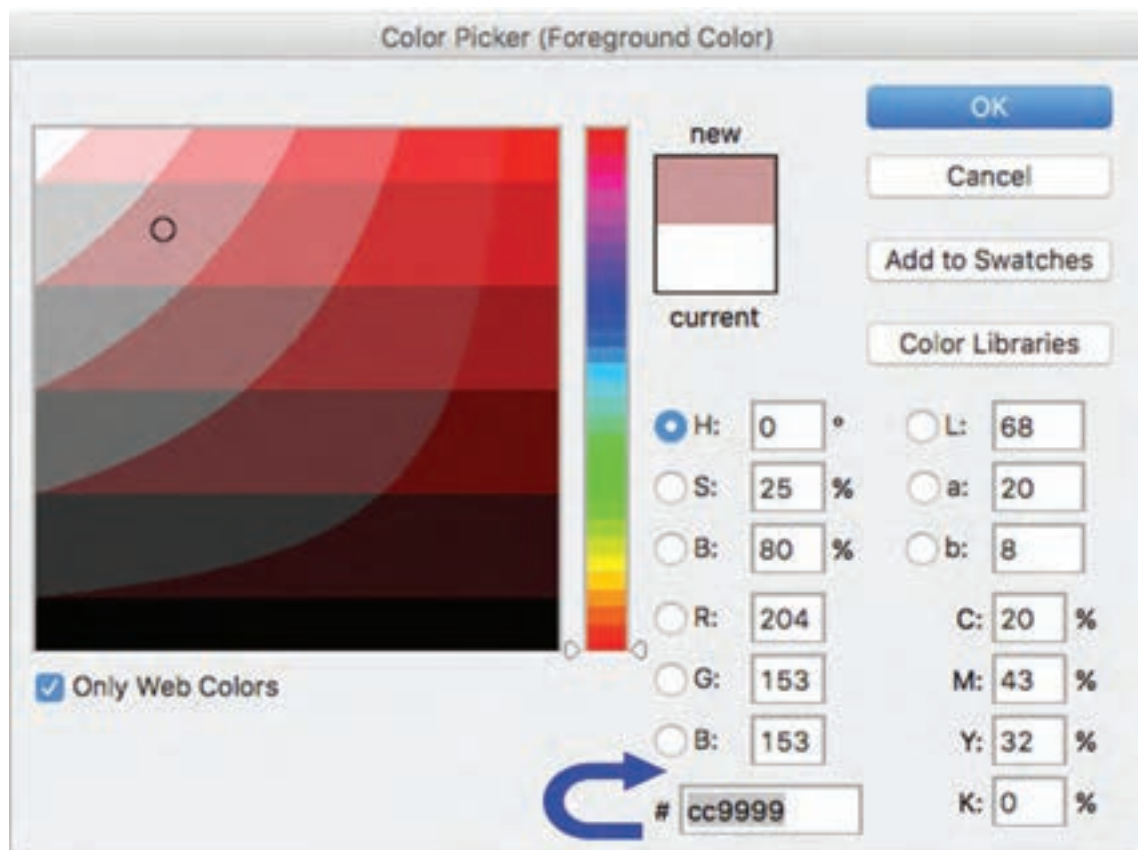 Color Picker (Foreground Color)
new
current
OK
Cancel
Add to Swatches
Color Libraries
H: 0 °
S: 25 %
B: 80 %
R: 204
G: 153
B: 153
# cc9999
L: 68
a: 20
b: 8
C: 20 %
M: 43 %
Y: 32 %
K: 0 %
Only Web Colors